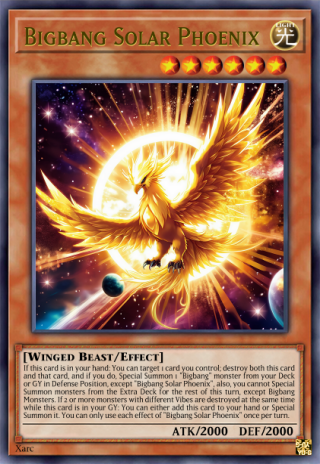 Bigbang Solar Phoenix
LIGHT
光
[Winged Beast/Effect]
If this card is in your hand: You can target 1 card you control; destroy both this card
and that card, and if you do, Special Summon 1 "Bigbang" monster from your Deck
or GY in Defense Position, except "Bigbang Solar Phoenix", also, you cannot Special
Summon monsters from the Extra Deck for the rest of this turn, except Bigbang
Monsters. If 2 or more monsters with different Vibes are destroyed at the same time
while this card is in your GY: You can either add this card to your hand or Special
Summon it. You can only use each effect of "Bigbang Solar Phoenix" once per turn.
ATK/2000 DEF/2000
Xarc